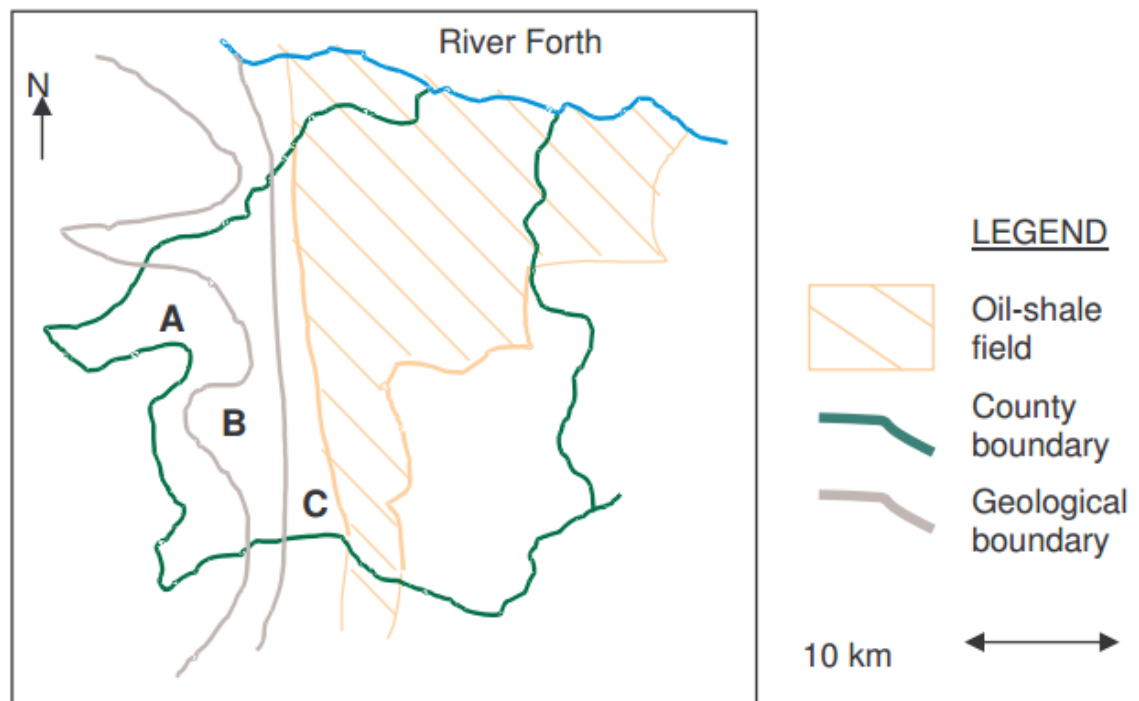 River Forth
N
A
B
C
LEGEND
Oil-shale
field
County
boundary
Geological
boundary
10 km